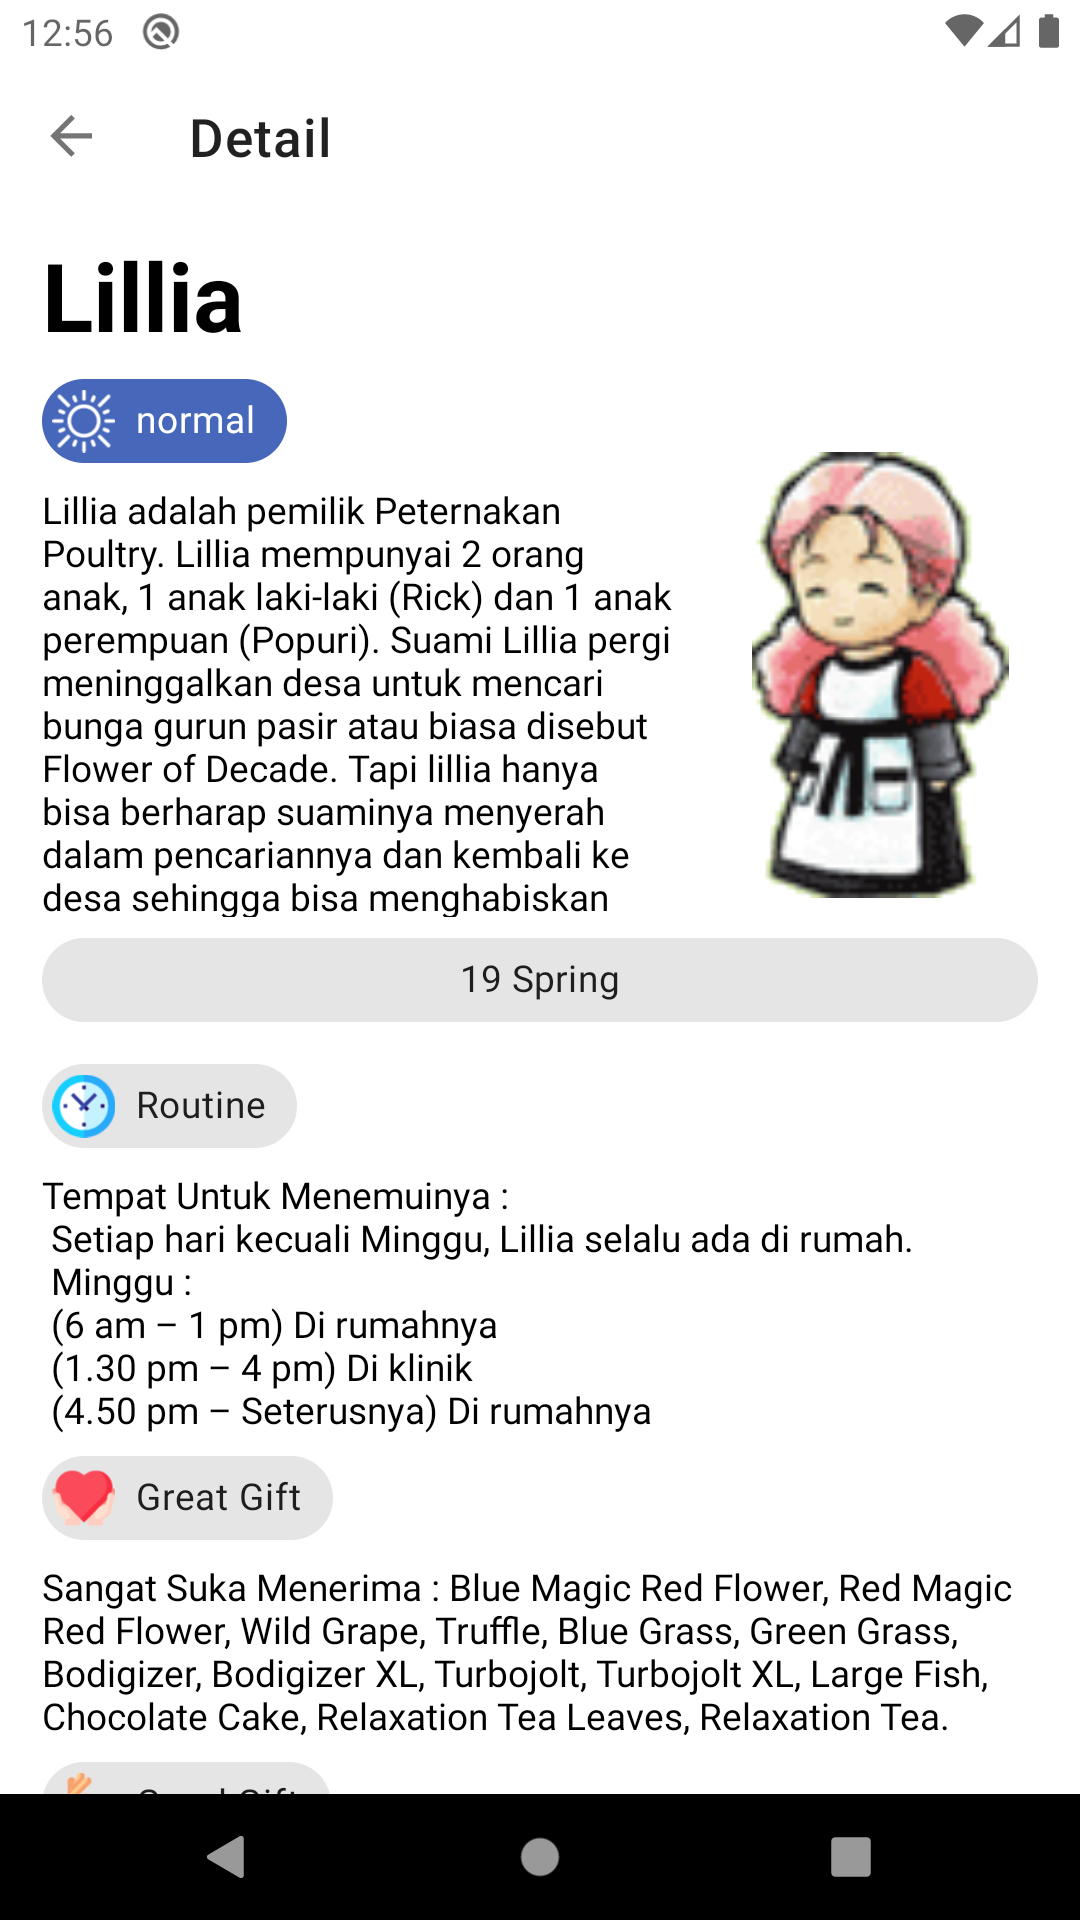 12:56
Detail
Lillia
normal
Lillia adalah pemilik Peternakan
Poultry. Lillia mempunyai 2 orang
anak, 1 anak laki-laki (Rick) dan 1 anak
perempuan (Popuri). Suami Lillia pergi
meninggalkan desa untuk mencari
bunga gurun pasir atau biasa disebut
Flower of Decade. Tapi lillia hanya
bisa berharap suaminya menyerah
dalam pencariannya dan kembali ke
desa sehingga bisa menghabiskan
19 Spring
Routine
Tempat Untuk Menemuinya :
Setiap hari kecuali Minggu, Lillia selalu ada di rumah.
Minggu :
(6 am – 1 pm) Di rumahnya
(1.30 pm – 4 pm) Di klinik
(4.50 pm – Seterusnya) Di rumahnya
Great Gift
Sangat Suka Menerima : Blue Magic Red Flower, Red Magic
Red Flower, Wild Grape, Truffle, Blue Grass, Green Grass,
Bodigizer, Bodigizer XL, Turbojolt, Turbojolt XL, Large Fish,
Chocolate Cake, Relaxation Tea Leaves, Relaxation Tea.